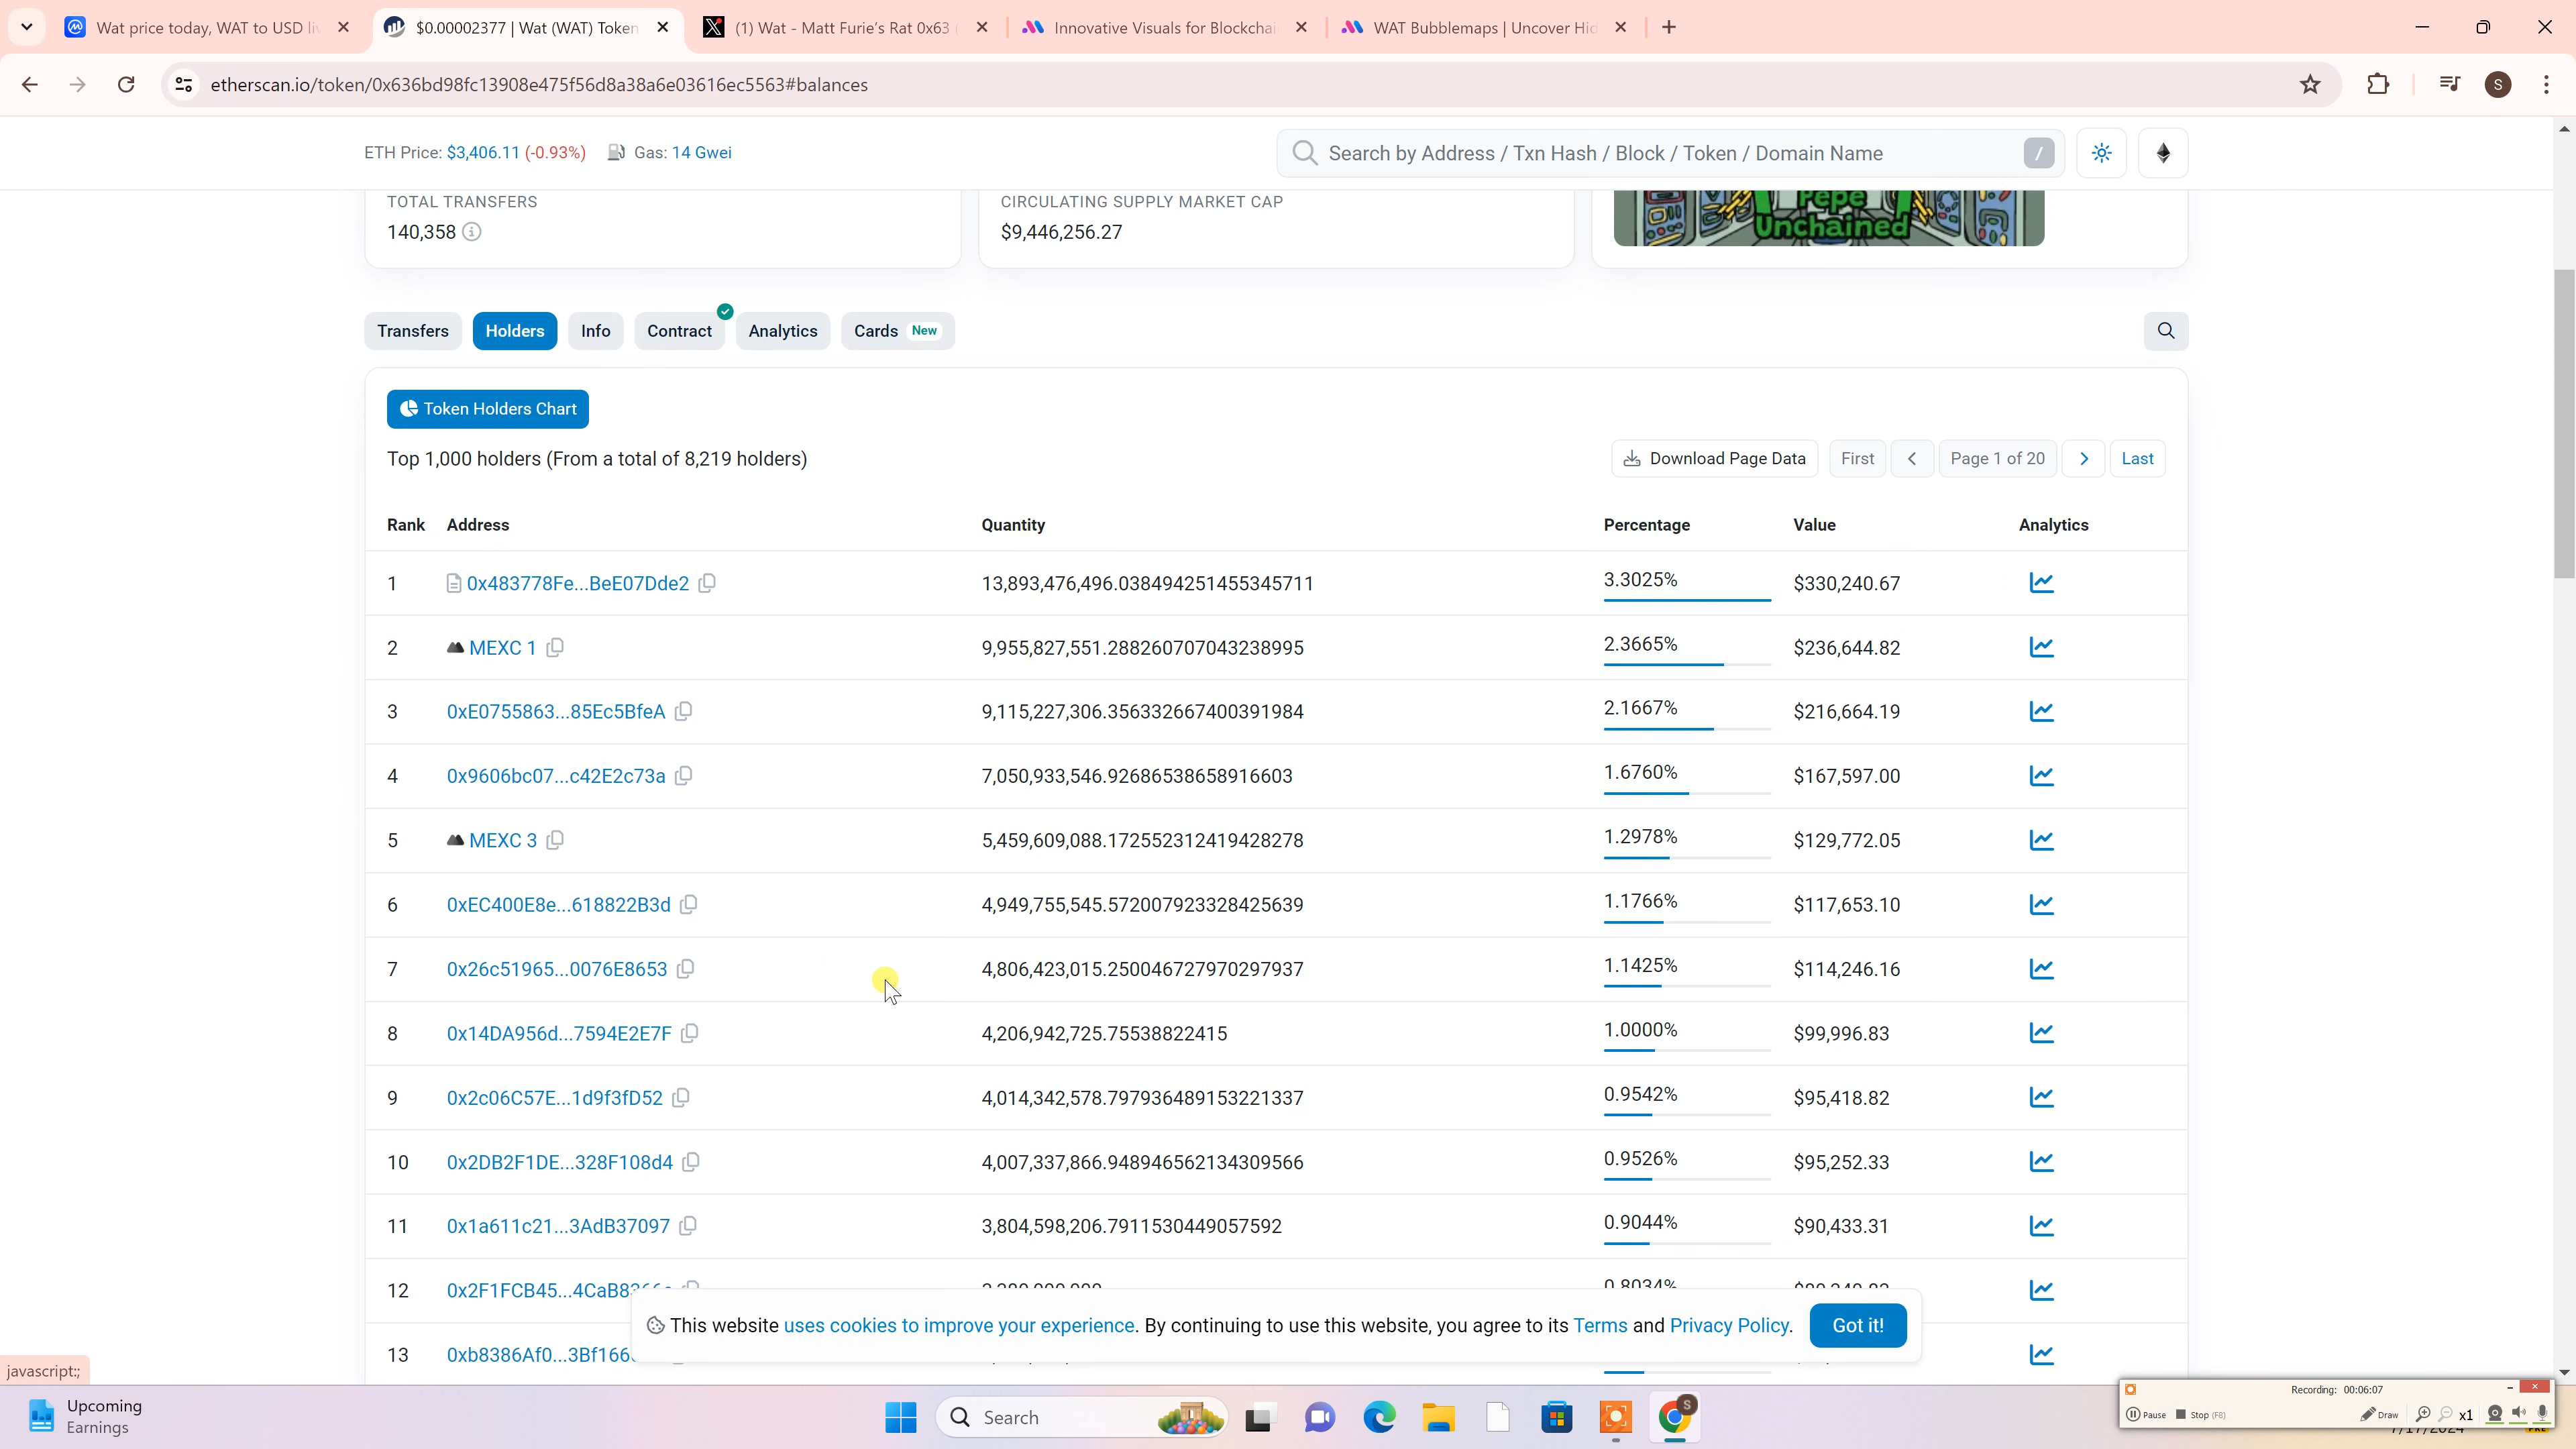 Wat price today, WAT to USD li
$0.00002377 | Wat (WAT) Token
(1) Wat - Matt Furie's Rat 0x63
Innovative Visuals for Blockchai
WAT Bubblemaps | Uncover Hid
etherscan.io/token/0x636bd98fc13908e475f56d8a38a6e03616ec5563#balances
S
ETH Price: $3,406.11 (-0.93%) Gas: 14 Gwei
Search by Address / Txn Hash / Block / Token / Domain Name /
TOTAL TRANSFERS
140,358
CIRCULATING SUPPLY MARKET CAP
$9,446,256.27
Pepe
Unchained
Transfers Holders Info Contract Analytics Cards New
Token Holders Chart
Top 1,000 holders (From a total of 8,219 holders)
Download Page Data First Page 1 of 20 Last
Rank Address Quantity Percentage Value Analytics
1 0x483778Fe...BeE07Dde2 13,893,476,496.038494251455345711 3.3025% $330,240.67
2 MEXC 1 9,955,827,551.288260707043238995 2.3665% $236,644.82
3 0xE0755863...85Ec5BfeA 9,115,227,306.356332667400391984 2.1667% $216,664.19
4 0x9606bc07...c42E2c73a 7,050,933,546.92686538658916603 1.6760% $167,597.00
5 MEXC 3 5,459,609,088.172552312419428278 1.2978% $129,772.05
6 0xEC400E8e...618822B3d 4,949,755,545.572007923328425639 1.1766% $117,653.10
7 0x26c51965...0076E8653 4,806,423,015.250046727970297937 1.1425% $114,246.16
8 0x14DA956d...7594E2E7F 4,206,942,725.75538822415 1.0000% $99,996.83
9 0x2c06C57E...1d9f3fD52 4,014,342,578.797936489153221337 0.9542% $95,418.82
10 0x2DB2F1DE...328F108d4 4,007,337,866.948946562134309566 0.9526% $95,252.33
11 0x1a611c21...3AdB37097 3,804,598,206.7911530449057592 0.9044% $90,433.31
12 0x2F1FCB45...4CaB8 0.8034%
13 0xb8386Af0...3Bf166
This website uses cookies to improve your experience. By continuing to use this website, you agree to its Terms and Privacy Policy. Got it!
javascript:;
Upcoming
Earnings
Search
S
Recording: 00:06:07
Pause Stop (F8) Draw x1
7/17/2024